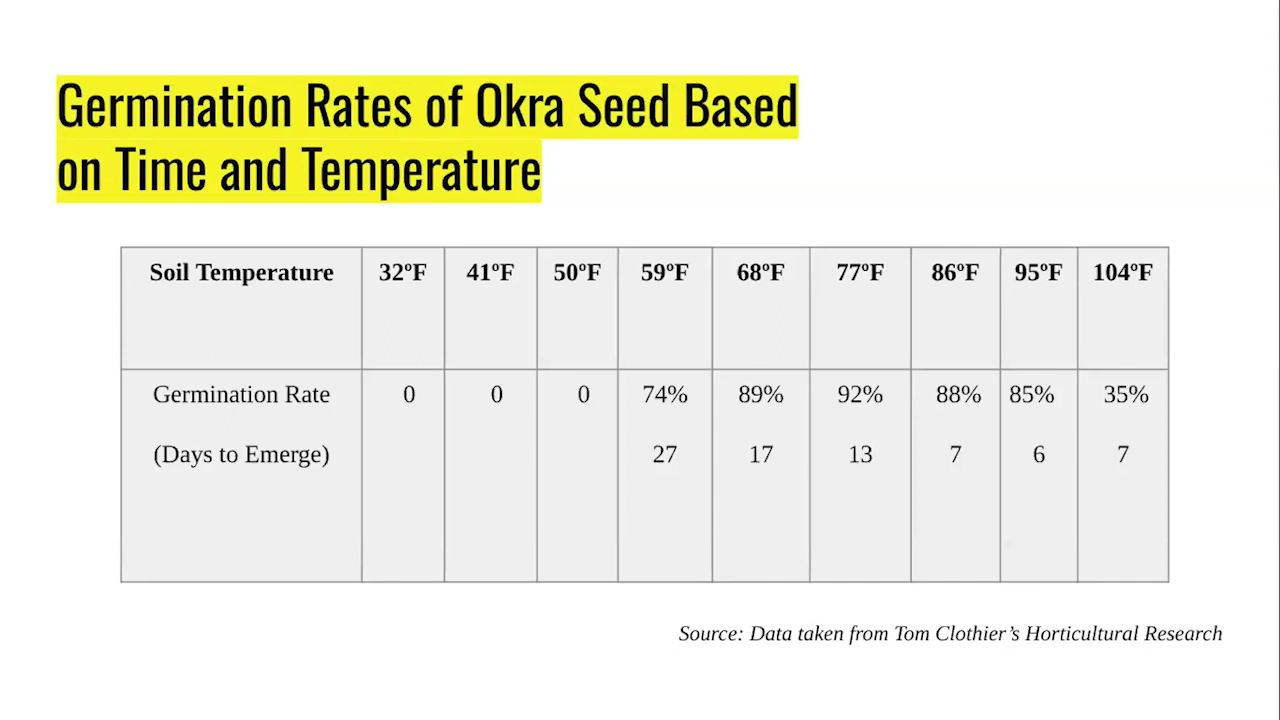 Germination Rates of Okra Seed Based
on Time and Temperature
Soil Temperature 32ºF 41ºF 50ºF 59ºF 68ºF 77ºF 86ºF 95ºF 104ºF
Germination Rate 0 0 0 74% 89% 92% 88% 85% 35%
(Days to Emerge) 27 17 13 7 6 7
Source: Data taken from Tom Clothier’s Horticultural Research